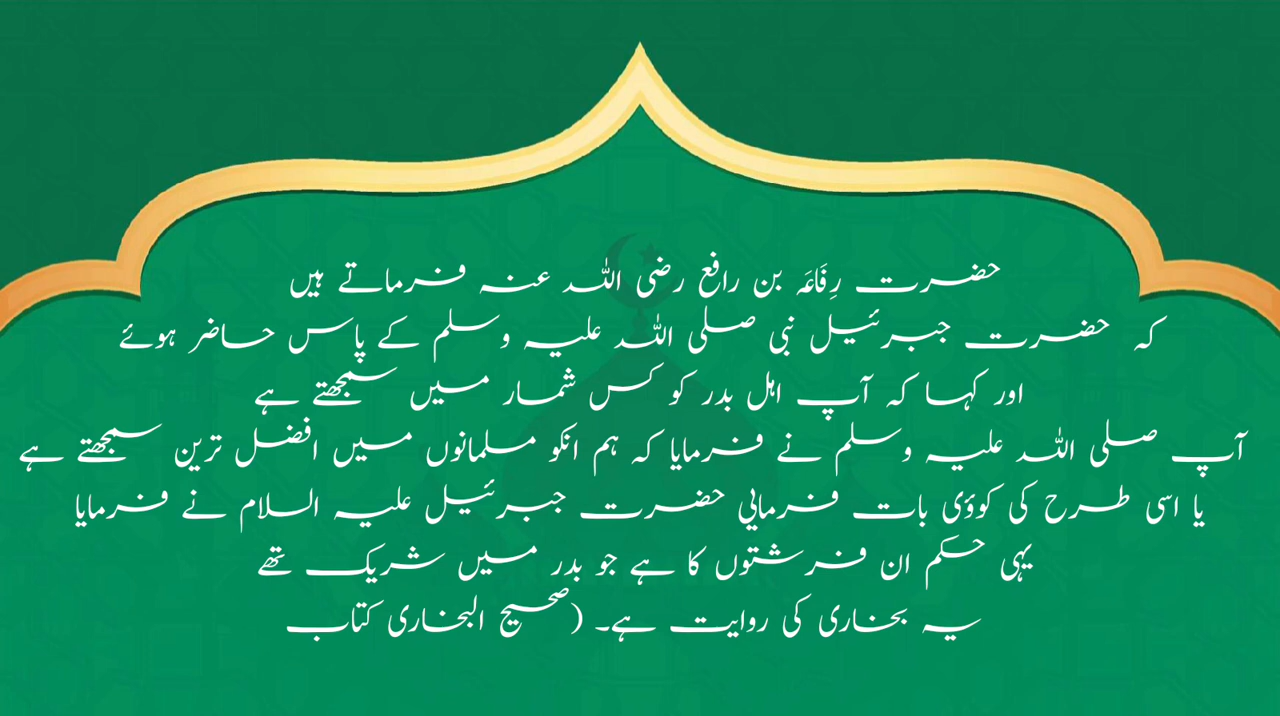 حضرت رِفَاعَہ بن رافع رضی اللہ عنہ فرماتے ہیں
کہ حضرت جبرئیل نبی صلی اللہ علیہ وسلم کے پاس حاضر ہوئے
اور کہا کہ آپ اہل بدر کو کس شمار میں سمجھتے ہے
آپ صلی اللہ علیہ وسلم نے فرمایا کہ ہم انکو مسلمانوں میں افضل ترین سمجھتے ہے
یا اسی طرح کی کوؤی بات فرمایی حضرت جبرئیل علیہ السلام نے فرمایا
یہی حکم ان فرشتوں کا ہے جو بدر میں شریک تھے
یہ بخاری کی روایت ہے۔ (صحیح البخاری کتاب